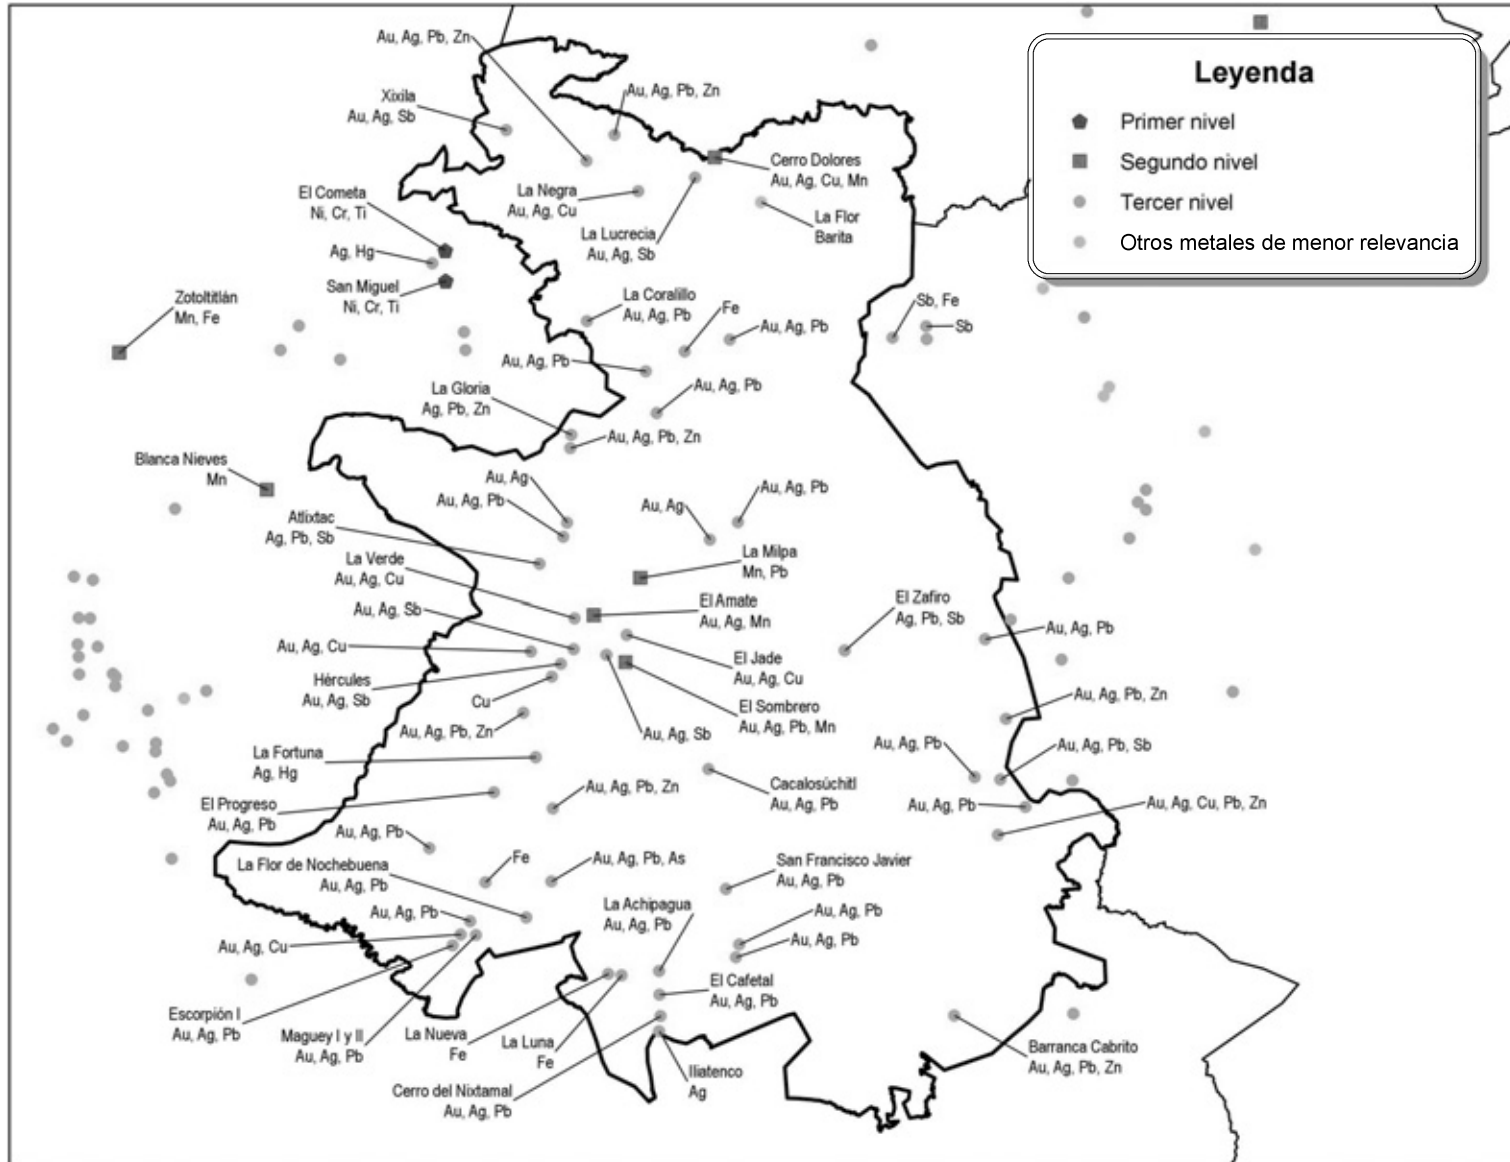 Au, Ag, Pb, Zn
Xixila
Au, Ag, Sb
Au, Ag, Pb, Zn
Leyenda
Primer nivel
Segundo nivel
Tercer nivel
Otros metales de menor relevancia
Cerro Dolores
Au, Ag, Cu, Mn
El Cometa
Ni, Cr, Ti
La Negra
Au, Ag, Cu
La Flor
Barita
La Lucrecia
Au, Ag, Sb
Ag, Hg
San Miguel
Ni, Cr, Ti
Zotoltitlán
Mn, Fe
La Coralillo
Au, Ag, Pb
Fe
Au, Ag, Pb
Sb, Fe
Sb
Au, Ag, Pb
La Gloria
Ag, Pb, Zn
Au, Ag, Pb
Au, Ag, Pb, Zn
Blanca Nieves
Mn
Au, Ag
Au, Ag, Pb
Au, Ag
Au, Ag, Pb
Atlixtac
Ag, Pb, Sb
La Verde
Au, Ag, Cu
La Milpa
Mn, Pb
Au, Ag, Sb
El Amate
Au, Ag, Mn
El Zafiro
Ag, Pb, Sb
Au, Ag, Pb
Au, Ag, Cu
El Jade
Au, Ag, Cu
Hércules
Au, Ag, Sb
Cu
El Sombrero
Au, Ag, Pb, Mn
Au, Ag, Pb, Zn
Au, Ag, Pb, Zn
Au, Ag, Sb
Au, Ag, Pb
Au, Ag, Pb, Sb
La Fortuna
Ag, Hg
Cacalosúchitl
Au, Ag, Pb
Au, Ag, Pb, Zn
El Progreso
Au, Ag, Pb
Au, Ag, Pb
Au, Ag, Cu, Pb, Zn
Au, Ag, Pb
Fe
Au, Ag, Pb, As
La Flor de Nochebuena
Au, Ag, Pb
San Francisco Javier
Au, Ag, Pb
La Achipagua
Au, Ag, Pb
Au, Ag, Pb
Au, Ag, Pb
Au, Ag, Pb
Au, Ag, Cu
El Cafetal
Au, Ag, Pb
Escorpión I
Au, Ag, Pb
Maguey I y II
Au, Ag, Pb
La Nueva
Fe
La Luna
Fe
Barranca Cabrito
Au, Ag, Pb, Zn
Iliatenco
Ag
Cerro del Nixtamal
Au, Ag, Pb